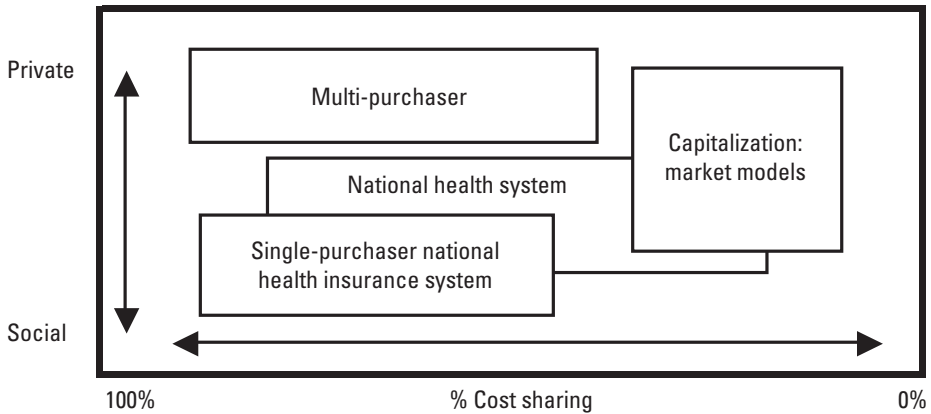 Private
Multi-purchaser
Capitalization:
market models
National health system
Single-purchaser national
health insurance system
Social
100%
% Cost sharing
0%